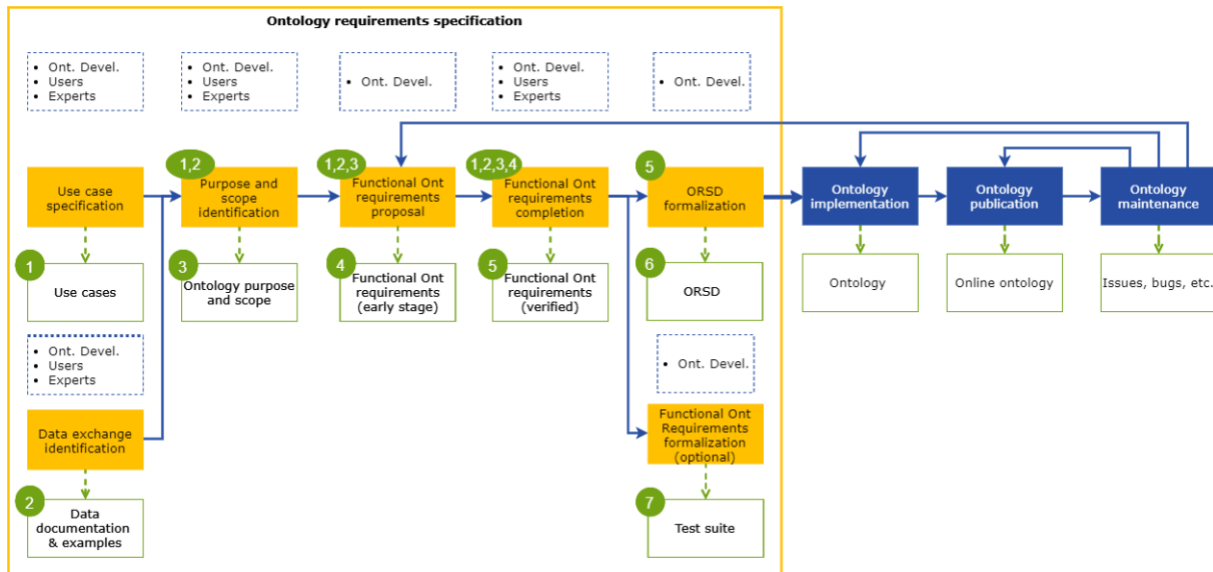 Ontology requirements specification
• Ont. Devel.
• Users
• Experts
• Ont. Devel.
• Users
• Experts
• Ont. Devel.
• Ont. Devel.
• Users
• Experts
• Ont. Devel.
1,2
1,2,3
1,2,3,4
5
Use case
specification
Purpose and
scope
identification
Functional Ont
requirements
proposal
Functional Ont
requirements
completion
ORSD
formalization
Ontology
implementation
Ontology
publication
Ontology
maintenance
1
Use cases
3
Ontology purpose
and scope
4
Functional Ont
requirements
(early stage)
5
Functional Ont
requirements
(verified)
6
ORSD
Ontology
Online ontology
Issues, bugs, etc.
• Ont. Devel.
• Users
• Experts
• Ont. Devel.
Data exchange
identification
Functional Ont
Requirements
formalization
(optional)
2
Data
documentation
& examples
7
Test suite